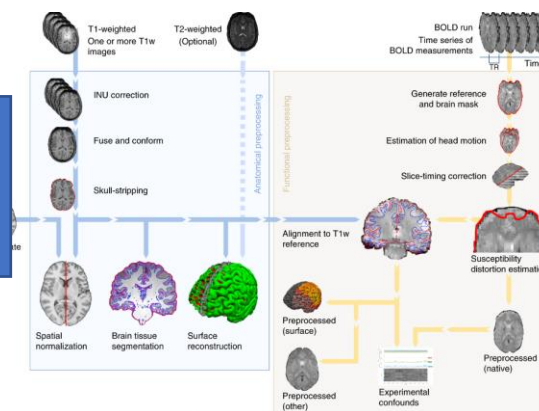 T1-weighted
One or more T1w
images
T2-weighted
(Optional)
BOLD run
Time series of
BOLD measurements
TR
Time
INU correction
Fuse and conform
Skull-stripping
Anatomical preprocessing
Functional preprocessing
Generate reference
and brain mask
Estimation of head motion
Slice-timing correction
Alignment to T1w
reference
Susceptibility
distortion estimatio
Spatial
normalization
Brain tissue
segmentation
Surface
reconstruction
Preprocessed
(surface)
Preprocessed
(other)
Experimental
confounds
Preprocessed
(native)